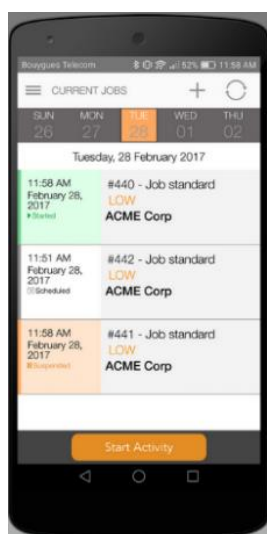 Bouygues Telecom 52% 11:58 AM
CURRENT JOBS
SUN MON TUE WED THU
26 27 28 01 02
Tuesday, 28 February 2017
11:58 AM
February 28,
2017
Started
#440 - Job standard
LOW
ACME Corp
11:51 AM
February 28,
2017
Scheduled
#442 - Job standard
LOW
ACME Corp
11:58 AM
February 28,
2017
Suspended
#441 - Job standard
LOW
ACME Corp
Start Activity